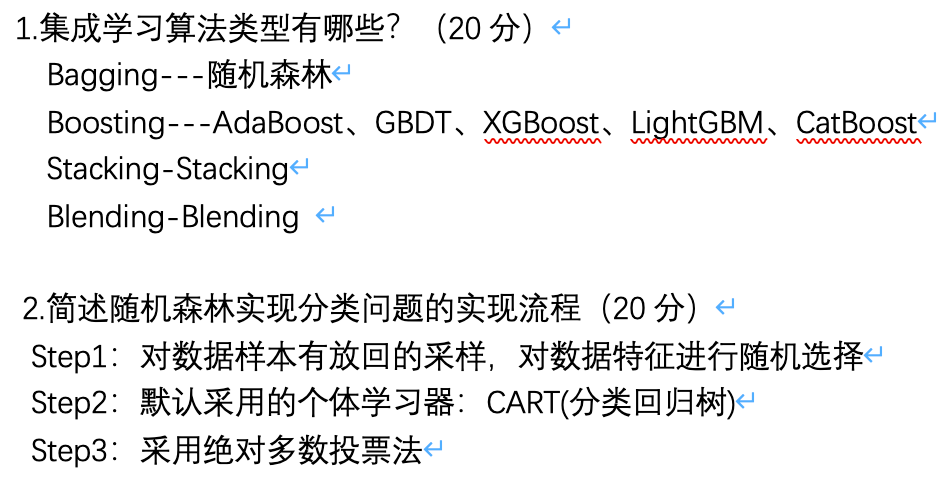 1.集成学习算法类型有哪些？（20 分）
Bagging---随机森林
Boosting---AdaBoost、GBDT、XGBoost、LightGBM、CatBoost
Stacking-Stacking
Blending-Blending
2.简述随机森林实现分类问题的实现流程（20 分）
Step1：对数据样本有放回的采样，对数据特征进行随机选择
Step2：默认采用的个体学习器：CART(分类回归树)
Step3：采用绝对多数投票法